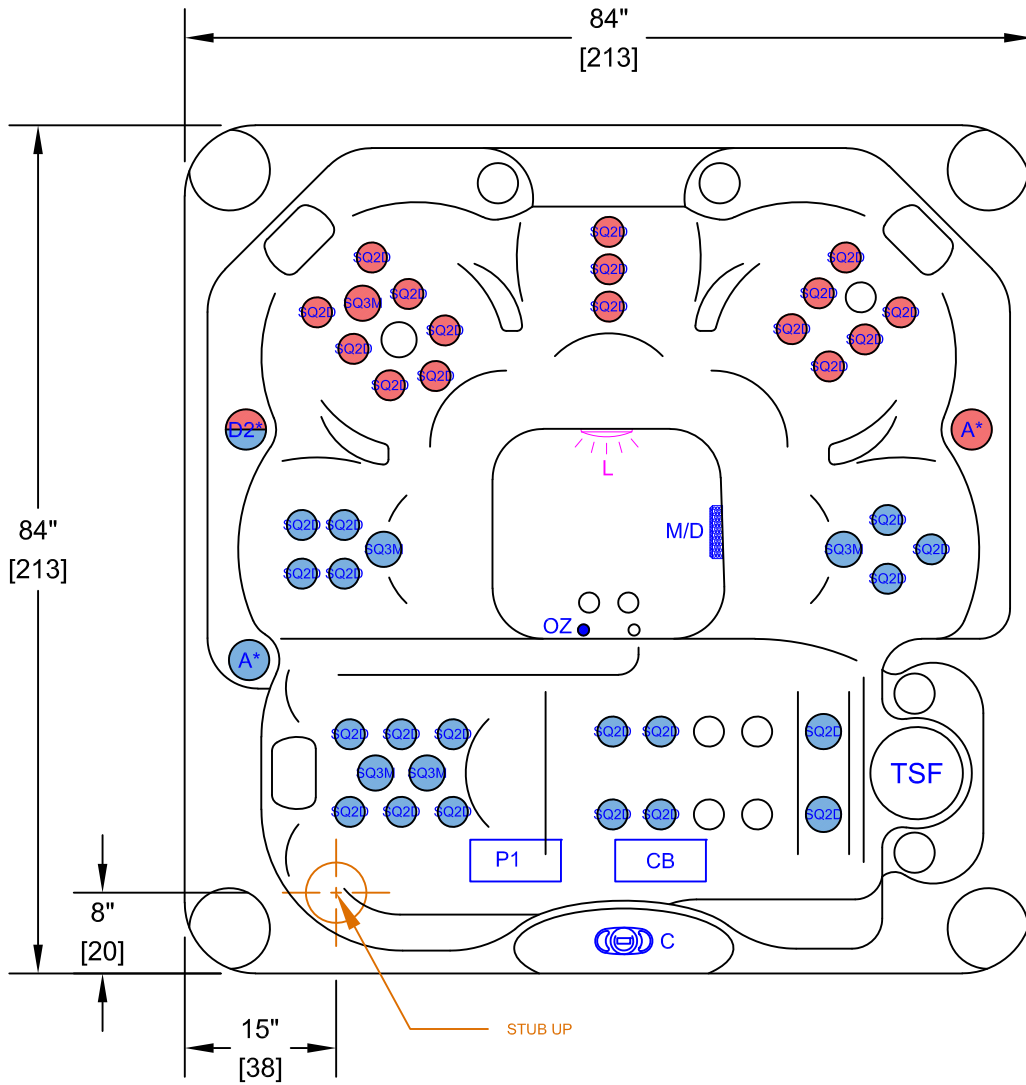 84"
[213]
SQ2D
SQ2D SQ2D
SQ2D
SQ2D SQ2D
SQ3M SQ2D
SQ2D SQ2D
SQ2D SQ2D
SQ2D SQ2D
SQ2D SQ2D
SQ2D
SQ2D
D2* A*
L
84"
[213]
SQ2D SQ2D SQ2D
M/D
SQ3M SQ3M SQ2D
SQ2D SQ2D SQ2D
OZ
A*
SQ2D SQ2D SQ2D SQ2D SQ2D SQ2D
SQ3M SQ3M TSF
SQ2D SQ2D SQ2D SQ2D SQ2D SQ2D
P1 CB
8"
[20]
C
15"
[38]
STUB UP